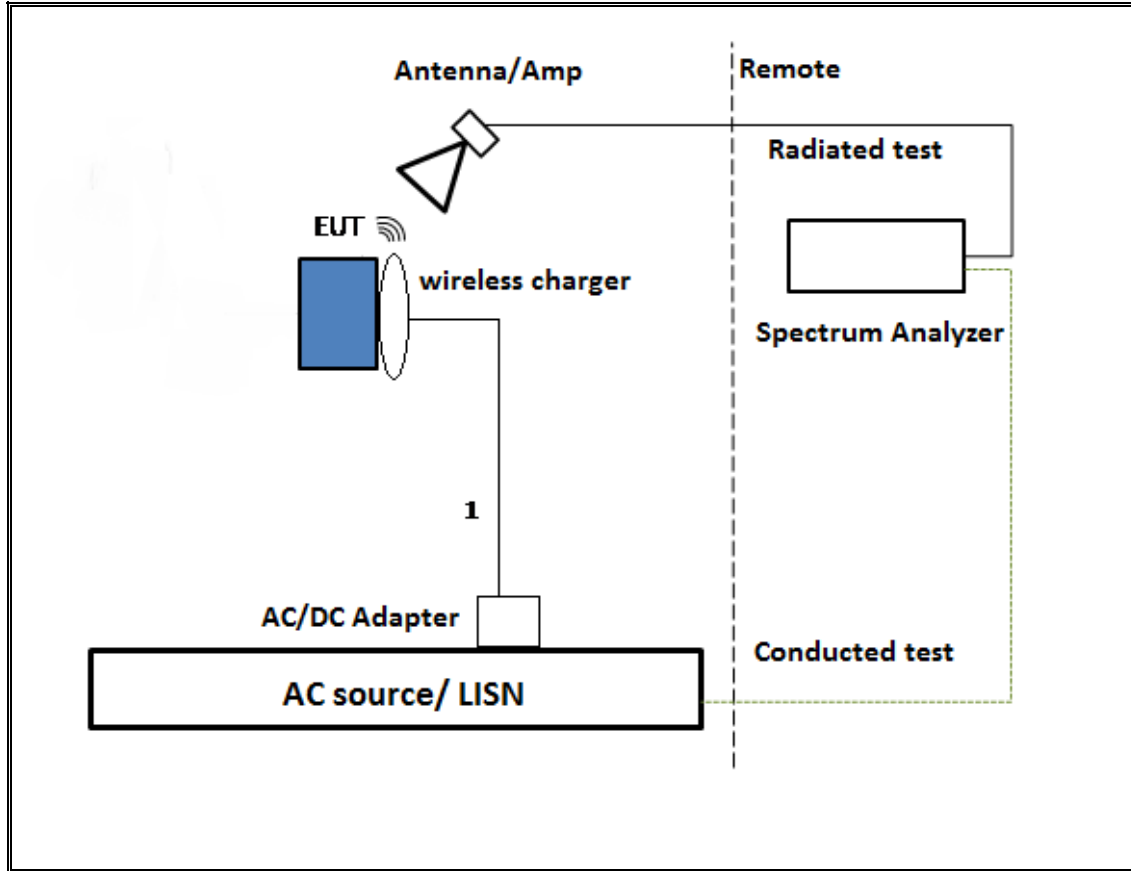 Antenna/Amp
Remote
Radiated test
EUT
wireless charger
Spectrum Analyzer
1
AC/DC Adapter
Conducted test
AC source/ LISN